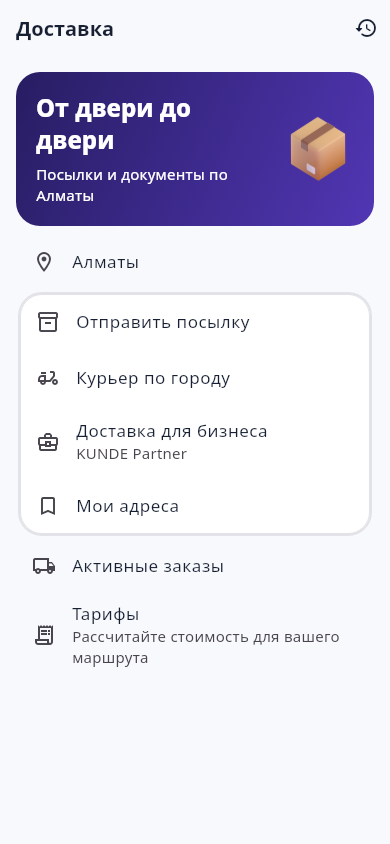 Доставка
От двери до
двери
Посылки и документы по
Алматы
Алматы
Отправить посылку
Курьер по городу
Доставка для бизнеса
KUNDE Partner
Мои адреса
Активные заказы
Тарифы
Рассчитайте стоимость для вашего
маршрута